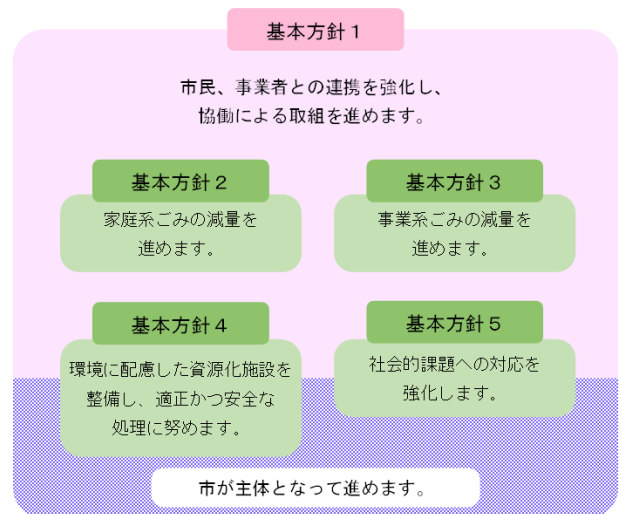 基本方針１
市民、事業者との連携を強化し、
協働による取組を進めます。
基本方針２
家庭系ごみの減量を
進めます。
基本方針３
事業系ごみの減量を
進めます。
基本方針４
環境に配慮した資源化施設を
整備し、適正かつ安全な
処理に努めます。
基本方針５
社会的課題への対応を
強化します。
市が主体となって進めます。